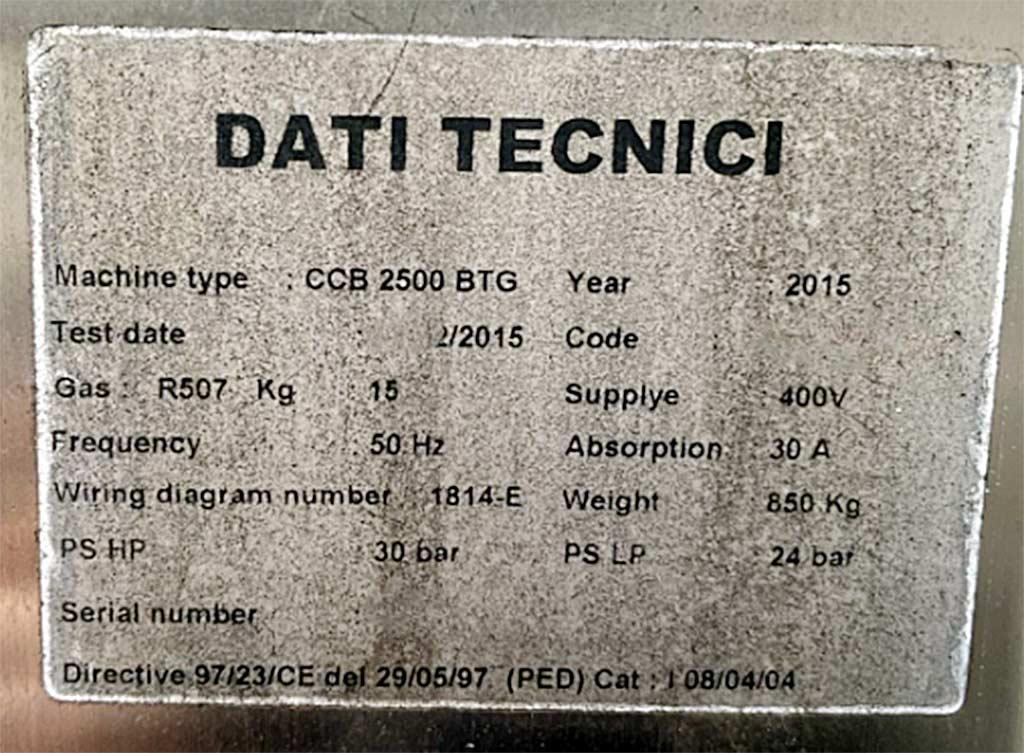 DATI TECNICI
Machine type : CCB 2500 BTG Year : 2015
Test date /2015 Code :
Gas : R507 Kg 15 Supplye : 400V
Frequency : 50 Hz Absorption : 30 A
Wiring diagram number : 1814-E Weight : 850 Kg
PS HP : 30 bar PS LP : 24 bar
Serial number :
Directive 97/23/CE del 29/05/97 (PED) Cat : I 08/04/04